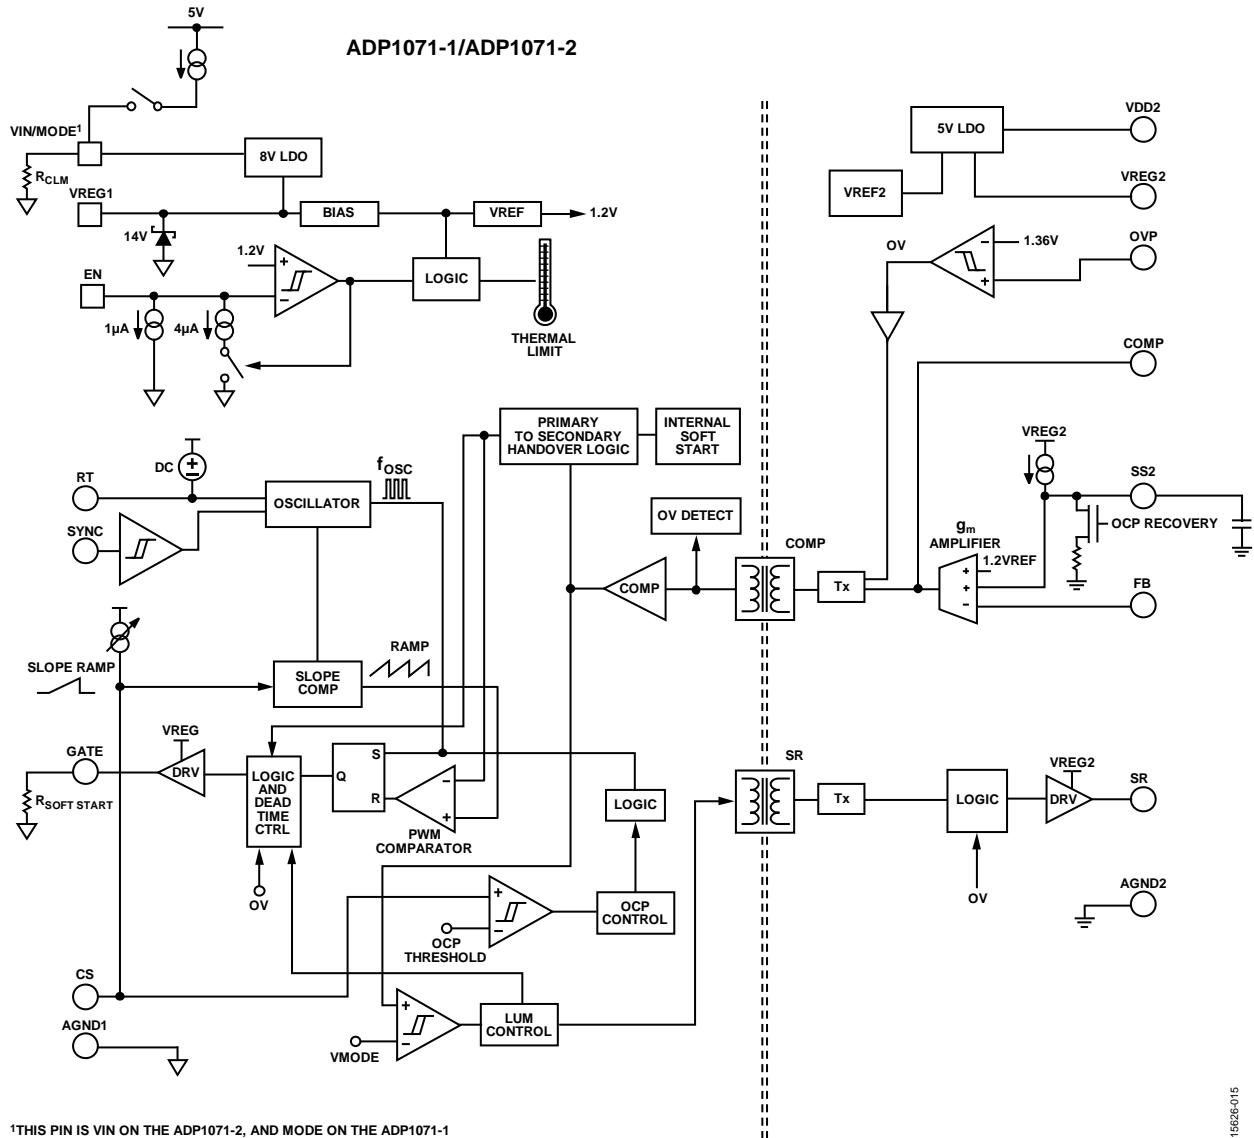 5V
ADP1071-1/ADP1071-2
VIN/MODE¹
R CLM
8V LDO
VREG1
BIAS
VREF
1.2V
14V
1.2V
+
−
EN
LOGIC
1µA
4µA
THERMAL
LIMIT
5V LDO
VDD2
VREF2
VREG2
OV
−
1.36V
+
OVP
COMP
PRIMARY
TO SECONDARY
HANDOVER LOGIC
INTERNAL
SOFT
START
DC
+
−
RT
OSCILLATOR
fOSC
SYNC
OV DETECT
COMP
COMP
Tx
VREG2
SS2
OCP RECOVERY
gm
AMPLIFIER
+
1.2VREF
+
−
FB
SLOPE RAMP
SLOPE
COMP
RAMP
VREG
GATE
DRV
RSOFT START
LOGIC
AND
DEAD
TIME
CTRL
Q
S
R
−
+
PWM
COMPARATOR
LOGIC
OV
SR
Tx
LOGIC
VREG2
DRV
SR
OV
AGND2
+
−
OCP
CONTROL
OCP
THRESHOLD
CS
AGND1
+
−
VMODE
LUM
CONTROL
15626-015
¹THIS PIN IS VIN ON THE ADP1071-2, AND MODE ON THE ADP1071-1